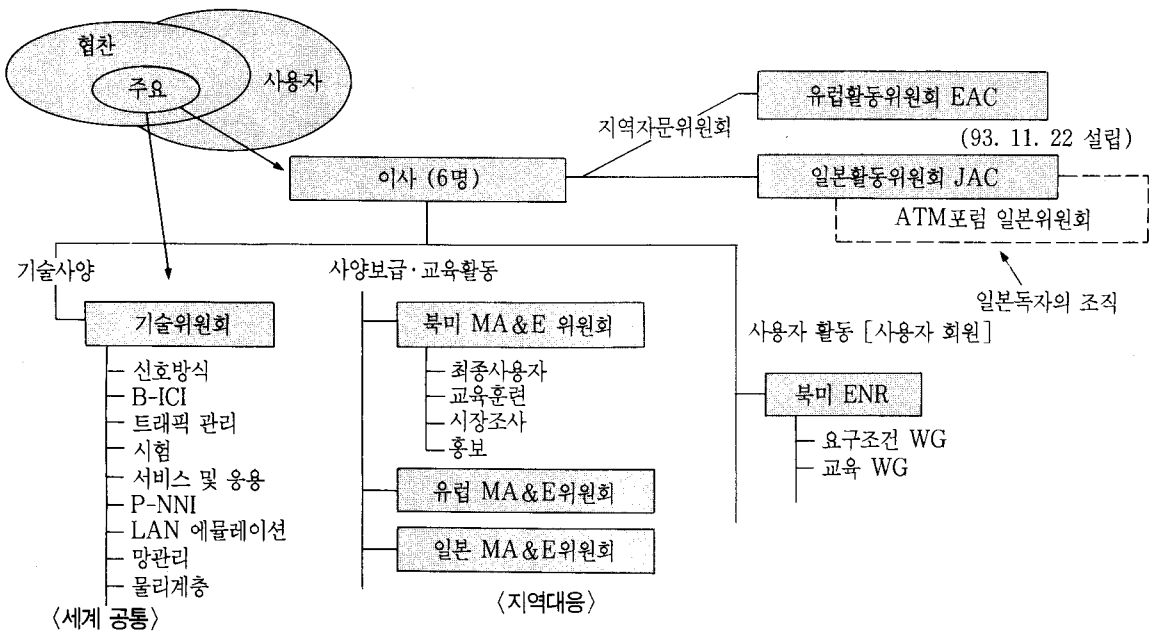 협찬
주요
사용자
유럽활동위원회 EAC
지역자문위원회
(93. 11. 22 설립)
이사 (6명)
일본활동위원회 JAC
ATM포럼 일본위원회
일본독자의 조직
기술사양
기술위원회
신호방식
B-ICI
트래픽 관리
시험
서비스 및 응용
P-NNI
LAN 에뮬레이션
망관리
물리계층
〈세계 공통〉
사양보급·교육활동
북미 MA&E 위원회
최종사용자
교육훈련
시장조사
홍보
유럽 MA&E위원회
일본 MA&E위원회
〈지역대응〉
사용자 활동 [사용자 회원]
북미 ENR
요구조건 WG
교육 WG